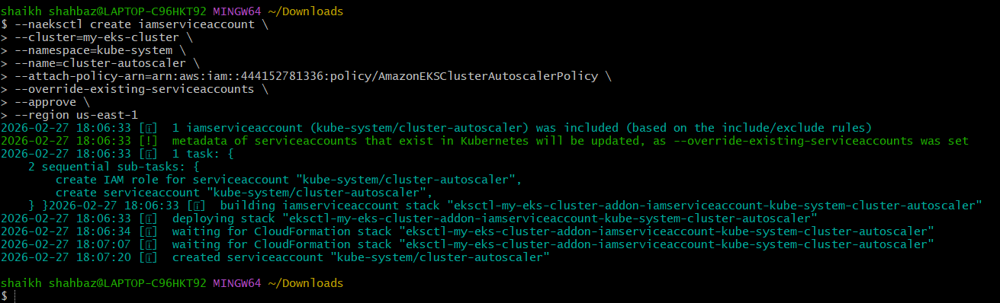 shaikh shahbaz@LAPTOP-C96HKT92 MINGW64 ~/Downloads
$ --naeksctl create iamserviceaccount \
> --cluster=my-eks-cluster \
> --namespace=kube-system \
> --name=cluster-autoscaler \
> --attach-policy-arn=arn:aws:iam::444152781336:policy/AmazonEKSClusterAutoscalerPolicy \
> --override-existing-serviceaccounts \
> --approve \
> --region us-east-1
2026-02-27 18:06:33 [ℹ]  1 iamserviceaccount (kube-system/cluster-autoscaler) was included (based on the include/exclude rules)
2026-02-27 18:06:33 [!]  metadata of serviceaccounts that exist in Kubernetes will be updated, as --override-existing-serviceaccounts was set
2026-02-27 18:06:33 [ℹ]  1 task: {
    2 sequential sub-tasks: {
        create IAM role for serviceaccount "kube-system/cluster-autoscaler",
        create serviceaccount "kube-system/cluster-autoscaler",
    } }2026-02-27 18:06:33 [ℹ]  building iamserviceaccount stack "eksctl-my-eks-cluster-addon-iamserviceaccount-kube-system-cluster-autoscaler"
2026-02-27 18:06:33 [ℹ]  deploying stack "eksctl-my-eks-cluster-addon-iamserviceaccount-kube-system-cluster-autoscaler"
2026-02-27 18:06:34 [ℹ]  waiting for CloudFormation stack "eksctl-my-eks-cluster-addon-iamserviceaccount-kube-system-cluster-autoscaler"
2026-02-27 18:07:07 [ℹ]  waiting for CloudFormation stack "eksctl-my-eks-cluster-addon-iamserviceaccount-kube-system-cluster-autoscaler"
2026-02-27 18:07:20 [ℹ]  created serviceaccount "kube-system/cluster-autoscaler"
shaikh shahbaz@LAPTOP-C96HKT92 MINGW64 ~/Downloads
$